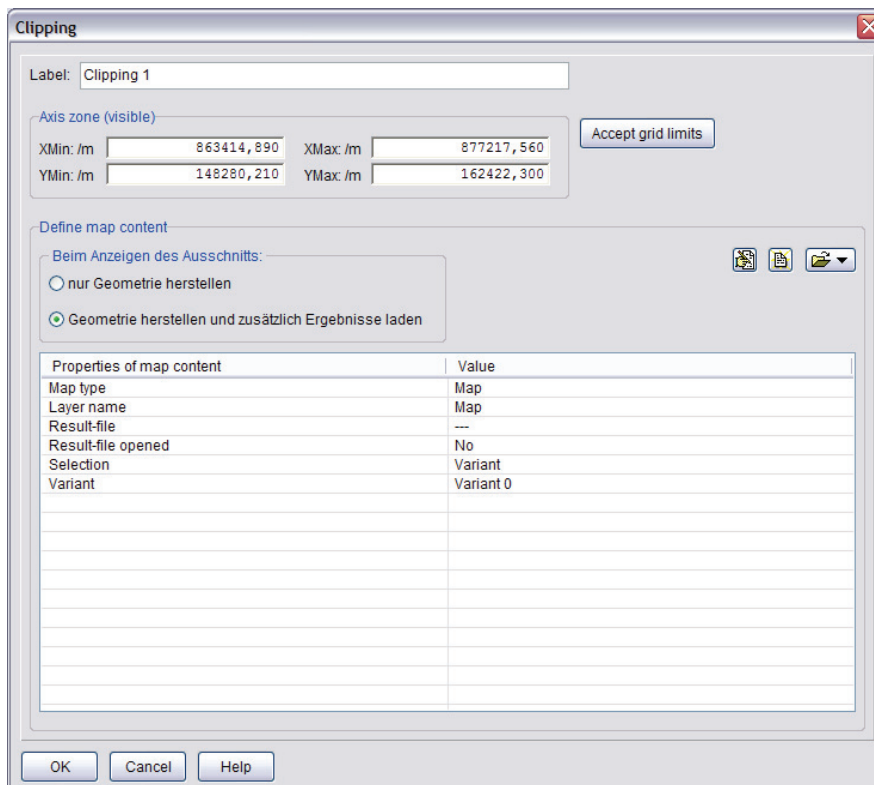 Clipping
Label: Clipping 1
Axis zone (visible)
XMin: /m 863414,890 XMax: /m 877217,560
Accept grid limits
YMin: /m 148280,210 YMax: /m 162422,300
Define map content
Beim Anzeigen des Ausschnitts:
nur Geometrie herstellen
Geometrie herstellen und zusätzlich Ergebnisse laden
Properties of map content Value
Map type Map
Layer name Map
Result-file ---
Result-file opened No
Selection Variant
Variant Variant 0
OK Cancel Help